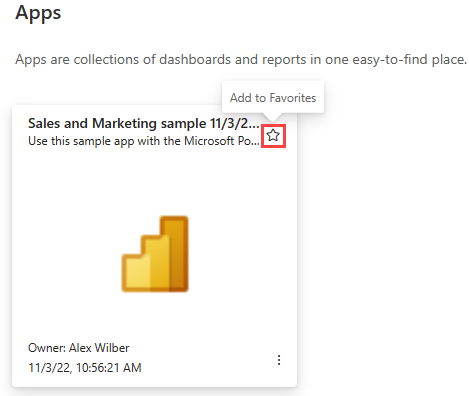 Apps
Apps are collections of dashboards and reports in one easy-to-find place.
Add to Favorites
Sales and Marketing sample 11/3/2...
Use this sample app with the Microsoft Po...
Owner: Alex Wilber
11/3/22, 10:56:21 AM